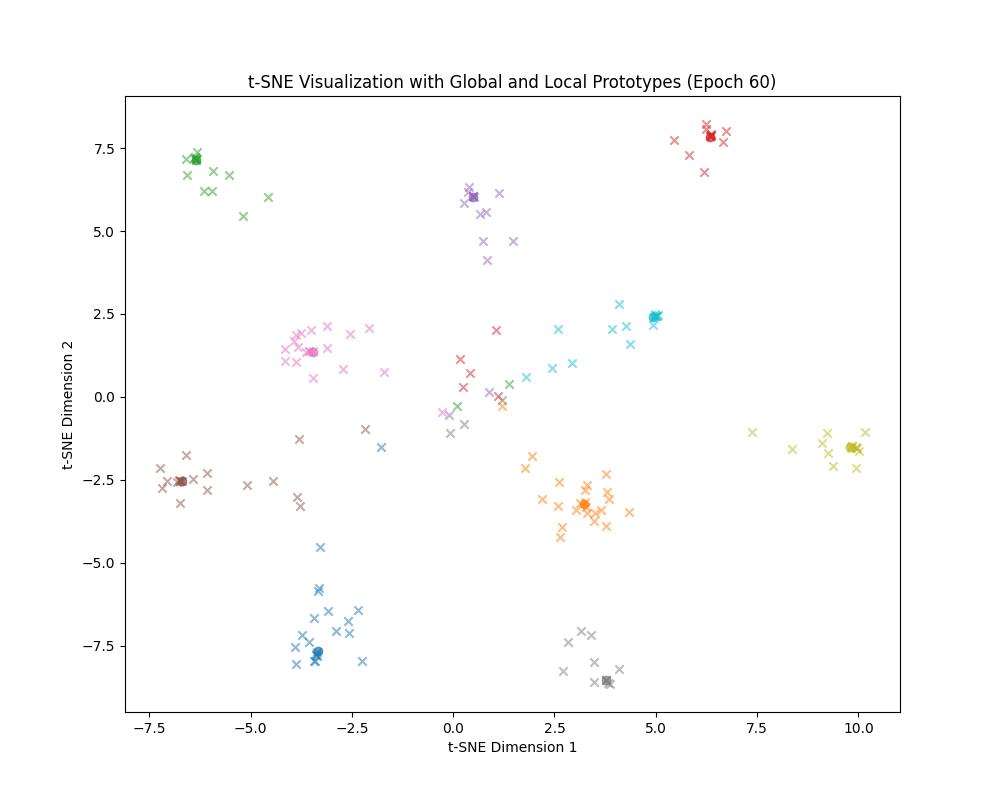 t-SNE Visualization with Global and Local Prototypes (Epoch 60)
7.5
5.0
2.5
0.0
−2.5
−5.0
−7.5
t-SNE Dimension 2
−7.5 −5.0 −2.5 0.0 2.5 5.0 7.5 10.0
t-SNE Dimension 1